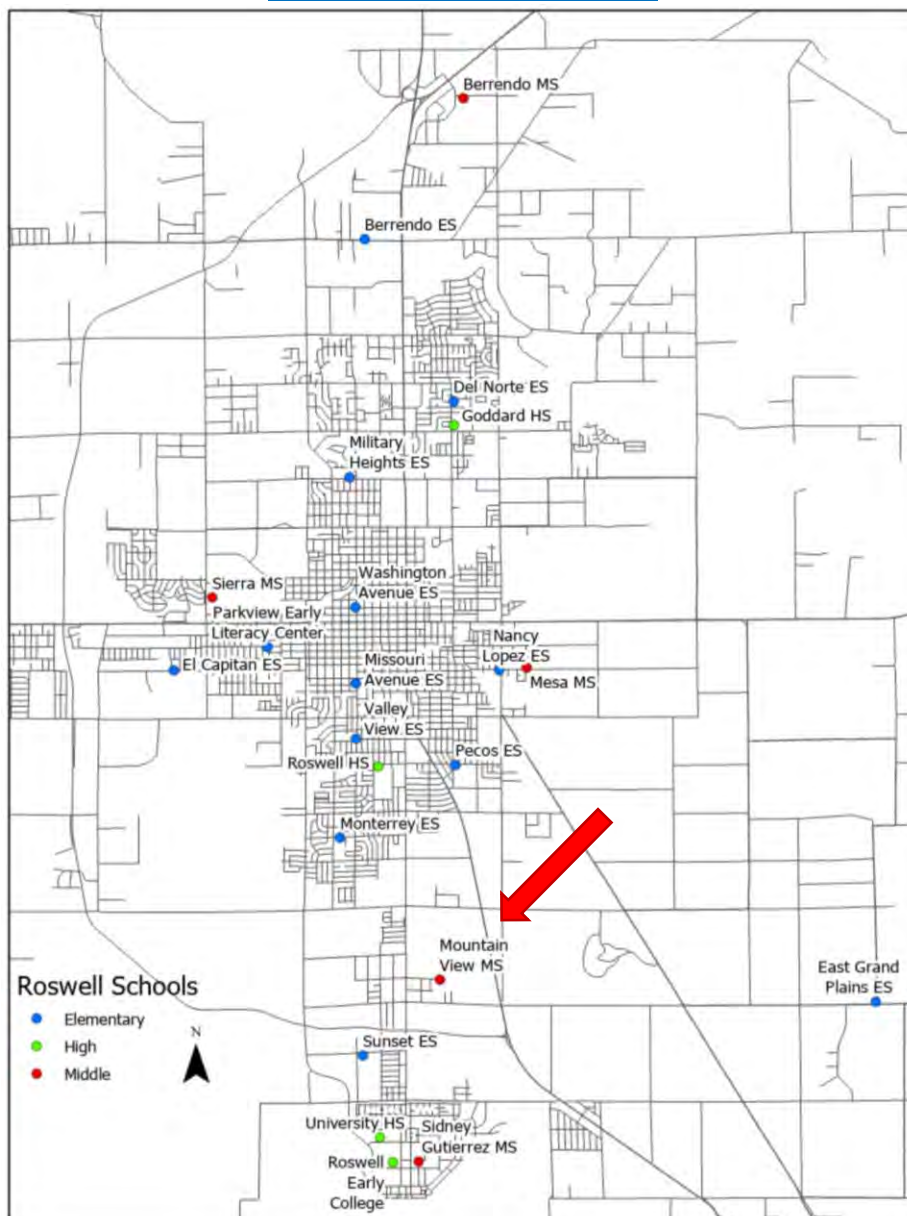 Berrendo MS
Berrendo ES
Del Norte ES
Goddard HS
Military
Heights ES
Washington
Avenue ES
Sierra MS
Parkview Early
Literacy Center
El Capitan ES
Nancy
Lopez ES
Mesa MS
Missouri
Avenue ES
Valley
View ES
Roswell HS
Pecos ES
Monterrey ES
Mountain
View MS
East Grand
Plains ES
Roswell Schools
Elementary
High
Middle
N
Sunset ES
University HS
Sidney
Gutierrez MS
Roswell
Early
College